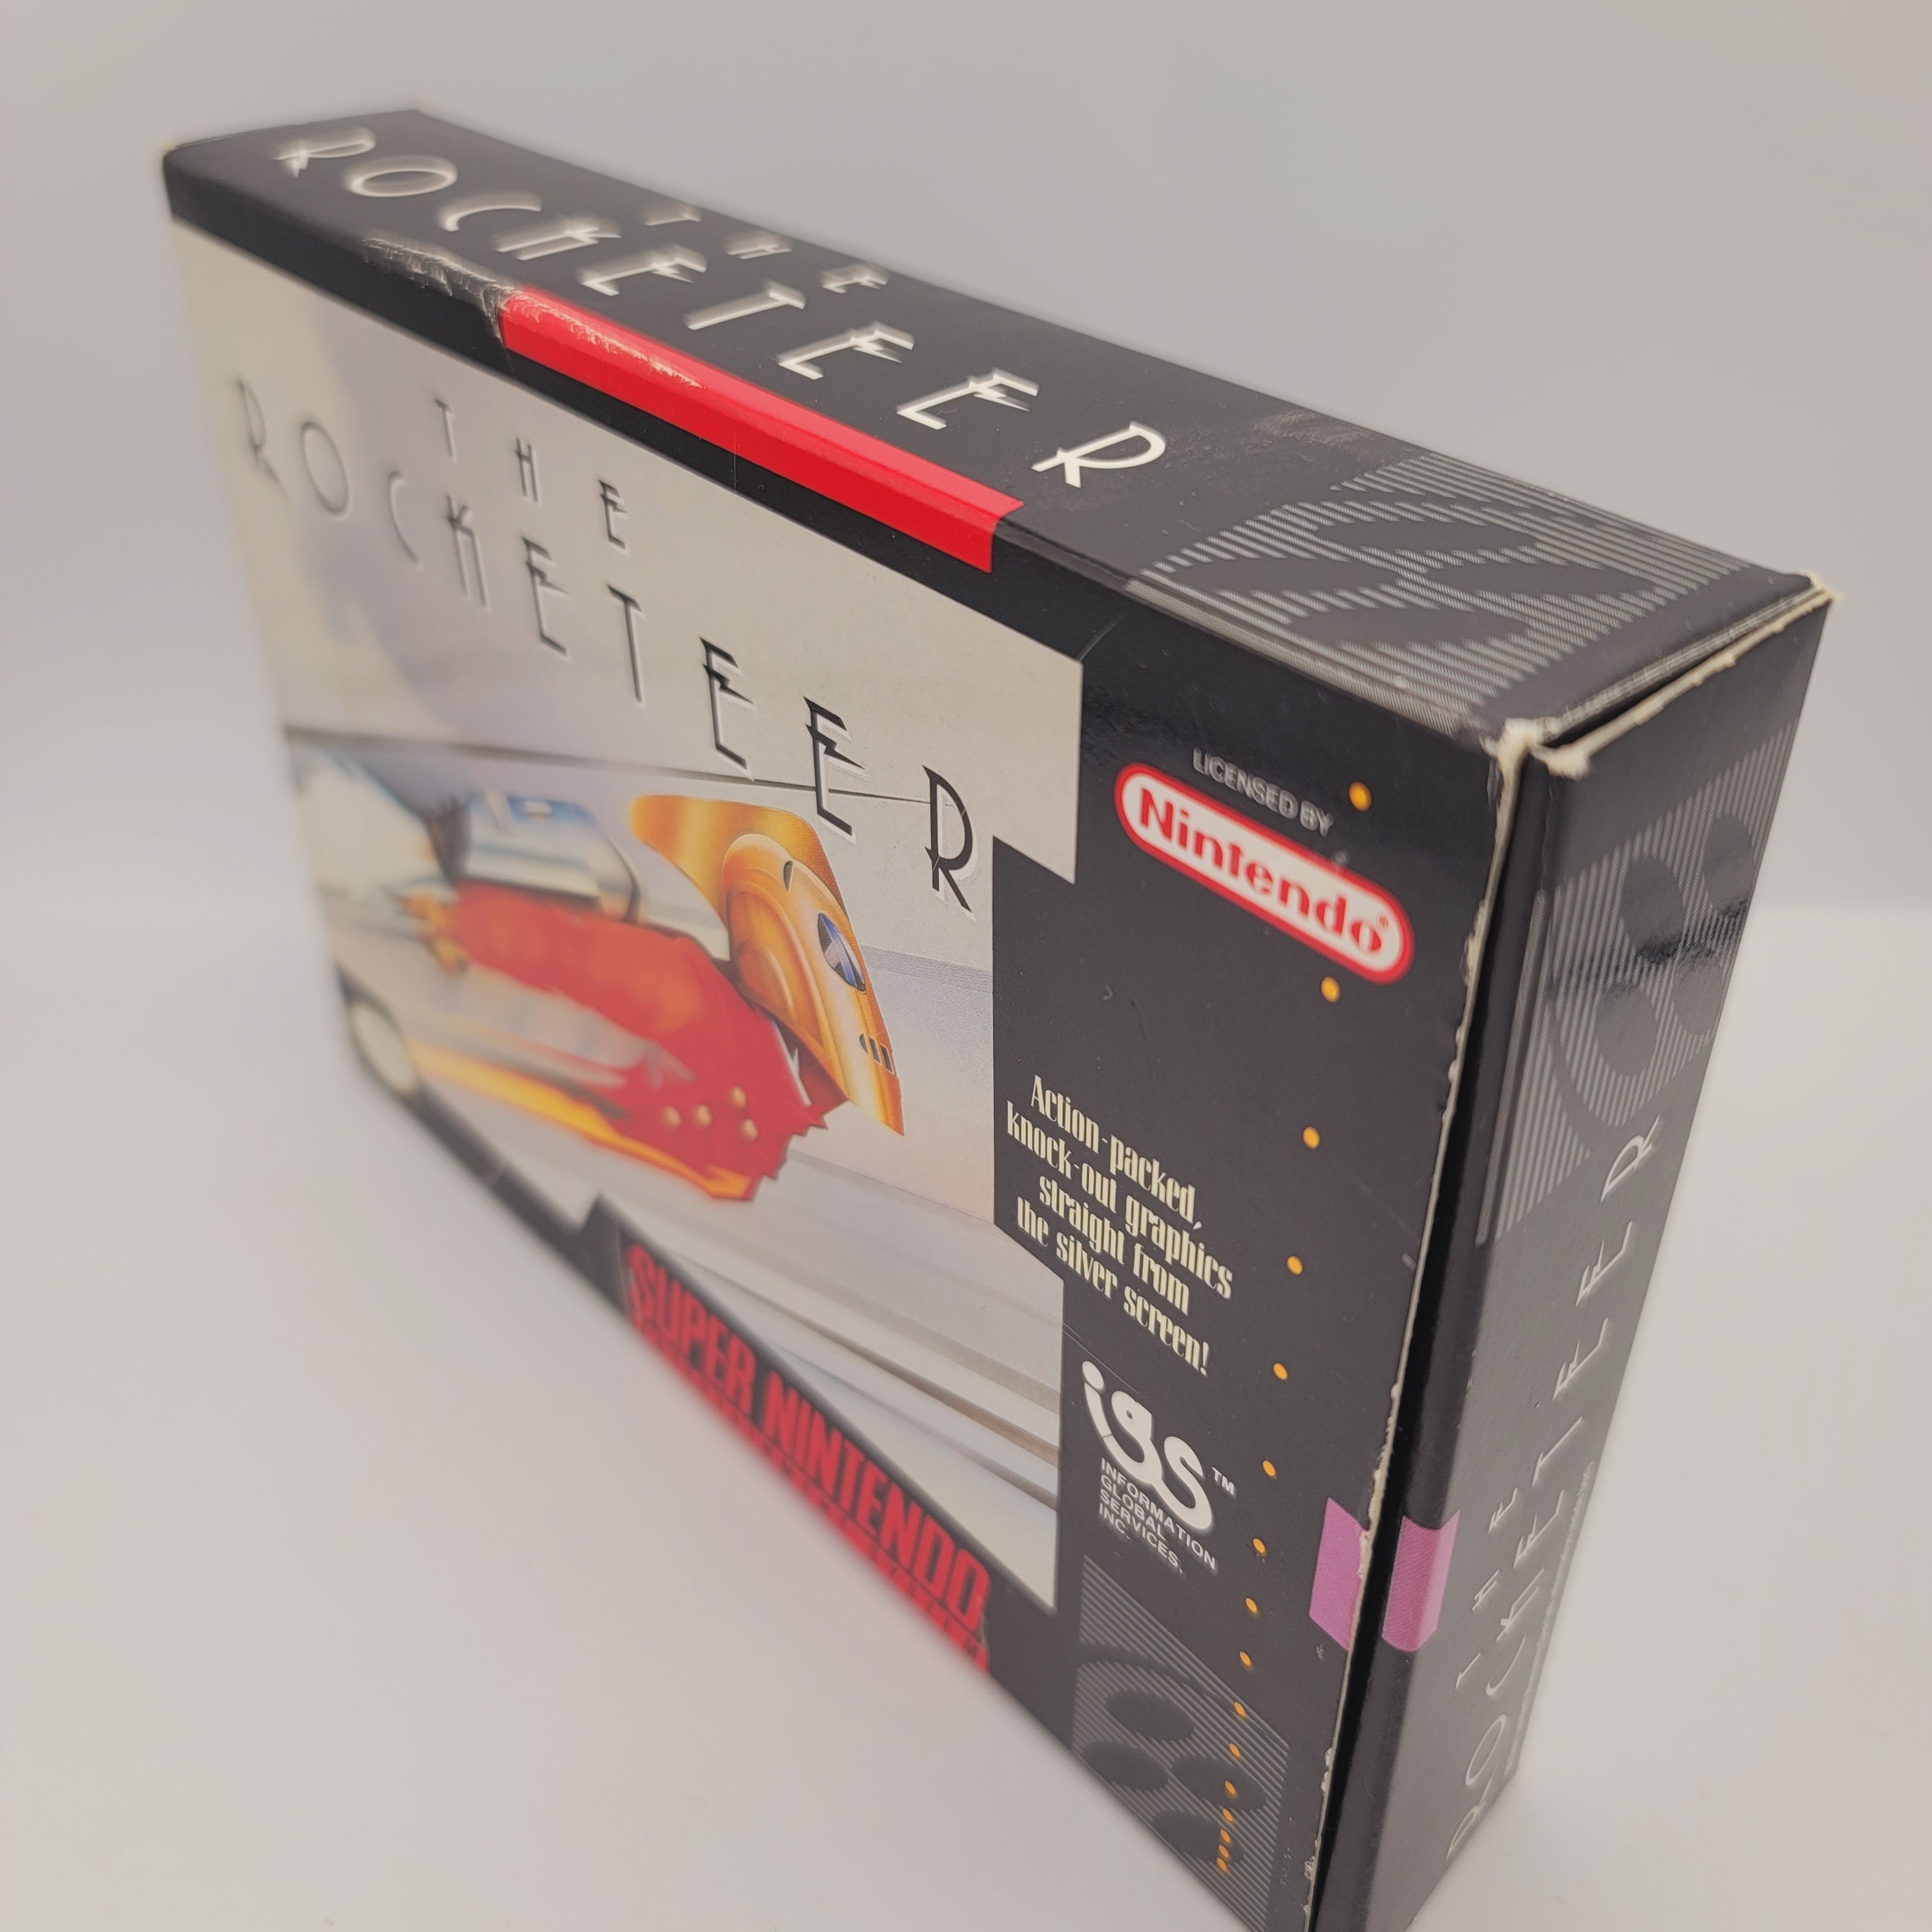 THE
ROCKETEER
THE
ROCKETEER
LICENSED BY
Nintendo®
Action-packed,
knock-out graphics
straight from
the silver screen!
igs™
INFORMATION
GLOBAL
SERVICES,
INC.
SUPER NINTENDO
THE
ROCKETEER